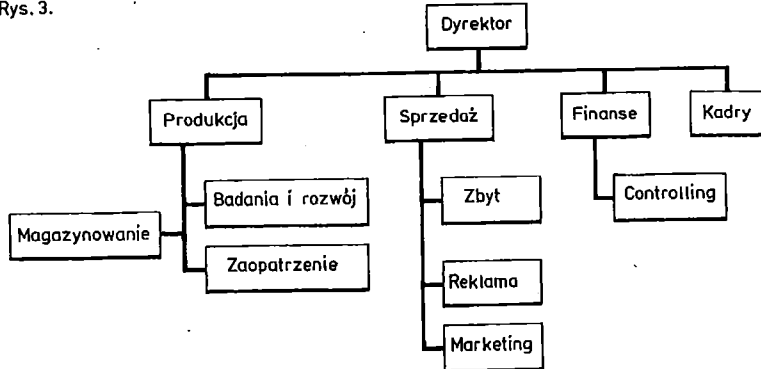 Rys. 3.
Dyrektor
Produkcja
Sprzedaż
Finanse
Kadry
Badania i rozwój
Zbyt
Controlling
Magazynowanie
Zaopatrzenie
Reklama
Marketing